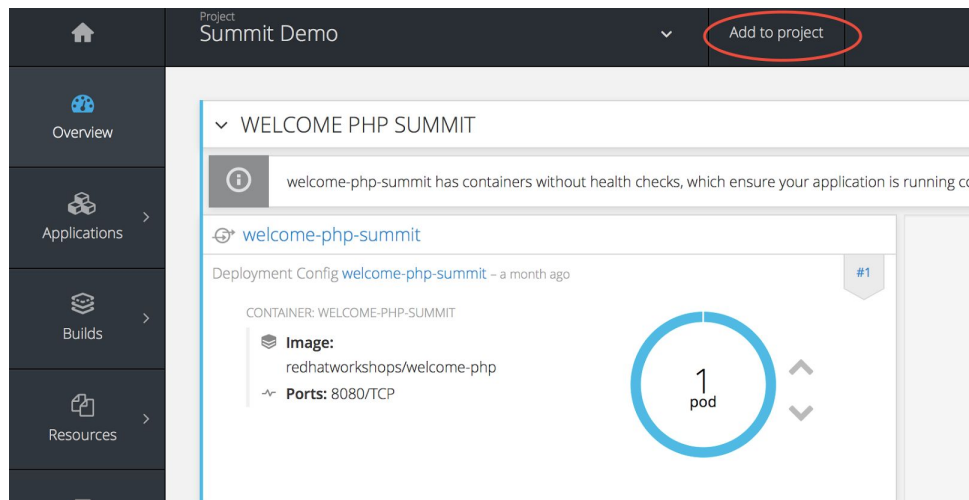 Project
Summit Demo
Add to project
Overview
WELCOME PHP SUMMIT
welcome-php-summit has containers without health checks, which ensure your application is running
Applications
welcome-php-summit
Deployment Config welcome-php-summit – a month ago
#1
CONTAINER: WELCOME-PHP-SUMMIT
Builds
Image:
redhatworkshops/welcome-php
Ports: 8080/TCP
1
pod
Resources